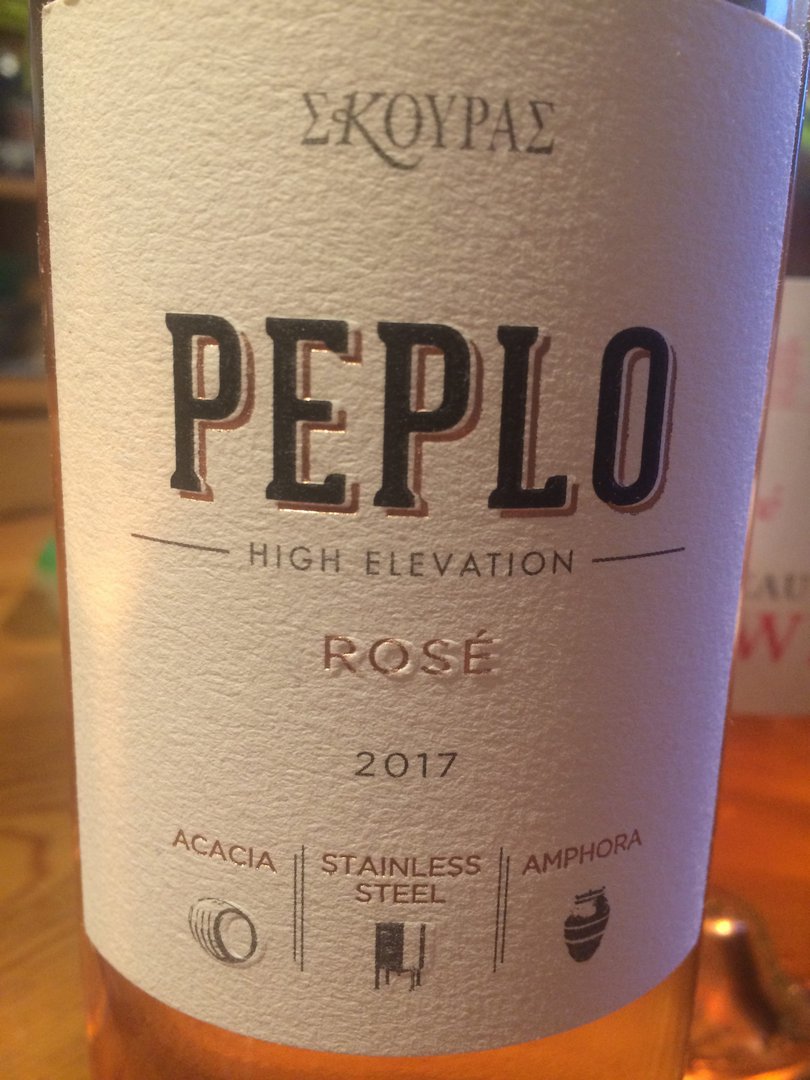 ΣΚΟΥΡΑΣ
PEPLO
HIGH ELEVATION
ROSÉ
2017
ACACIA
STAINLESS
STEEL
AMPHORA